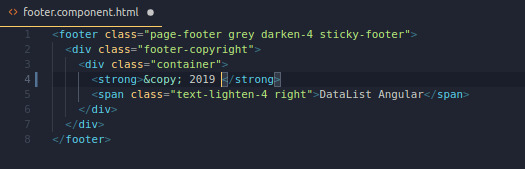 <> footer.component.html
1 <footer class="page-footer grey darken-4 sticky-footer">
2 <div class="footer-copyright">
3 <div class="container">
4 <strong>&copy; 2019 </strong>
5 <span class="text-lighten-4 right">DataList Angular</span>
6 </div>
7 </div>
8 </footer>